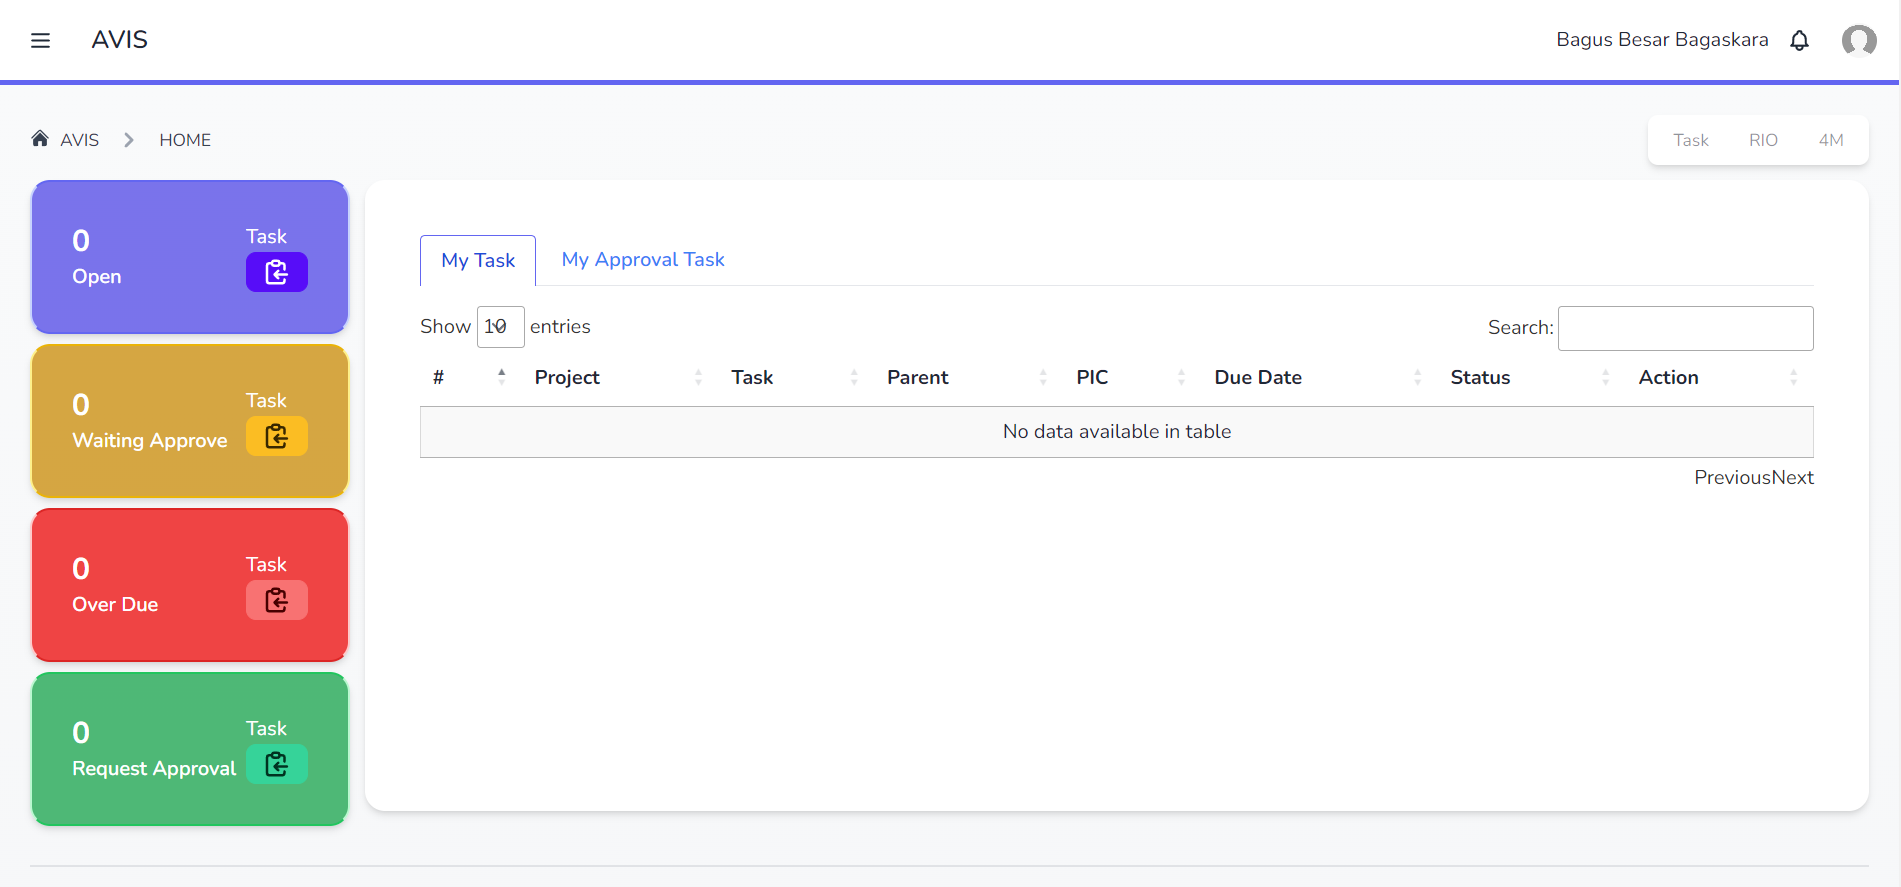 AVIS
Bagus Besar Bagaskara
AVIS HOME
Task RIO 4M
0 Task
Open
0 Task
Waiting Approve
0 Task
Over Due
0 Task
Request Approval
My Task My Approval Task
Show 10 entries
Search:
# Project Task Parent PIC Due Date Status Action
No data available in table
PreviousNext